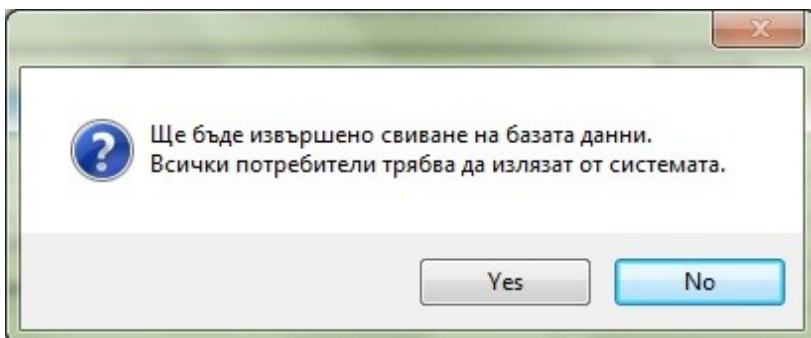 Ще бъде извършено свиване на базата данни.
Всички потребители трябва да излязат от системата.
Yes No